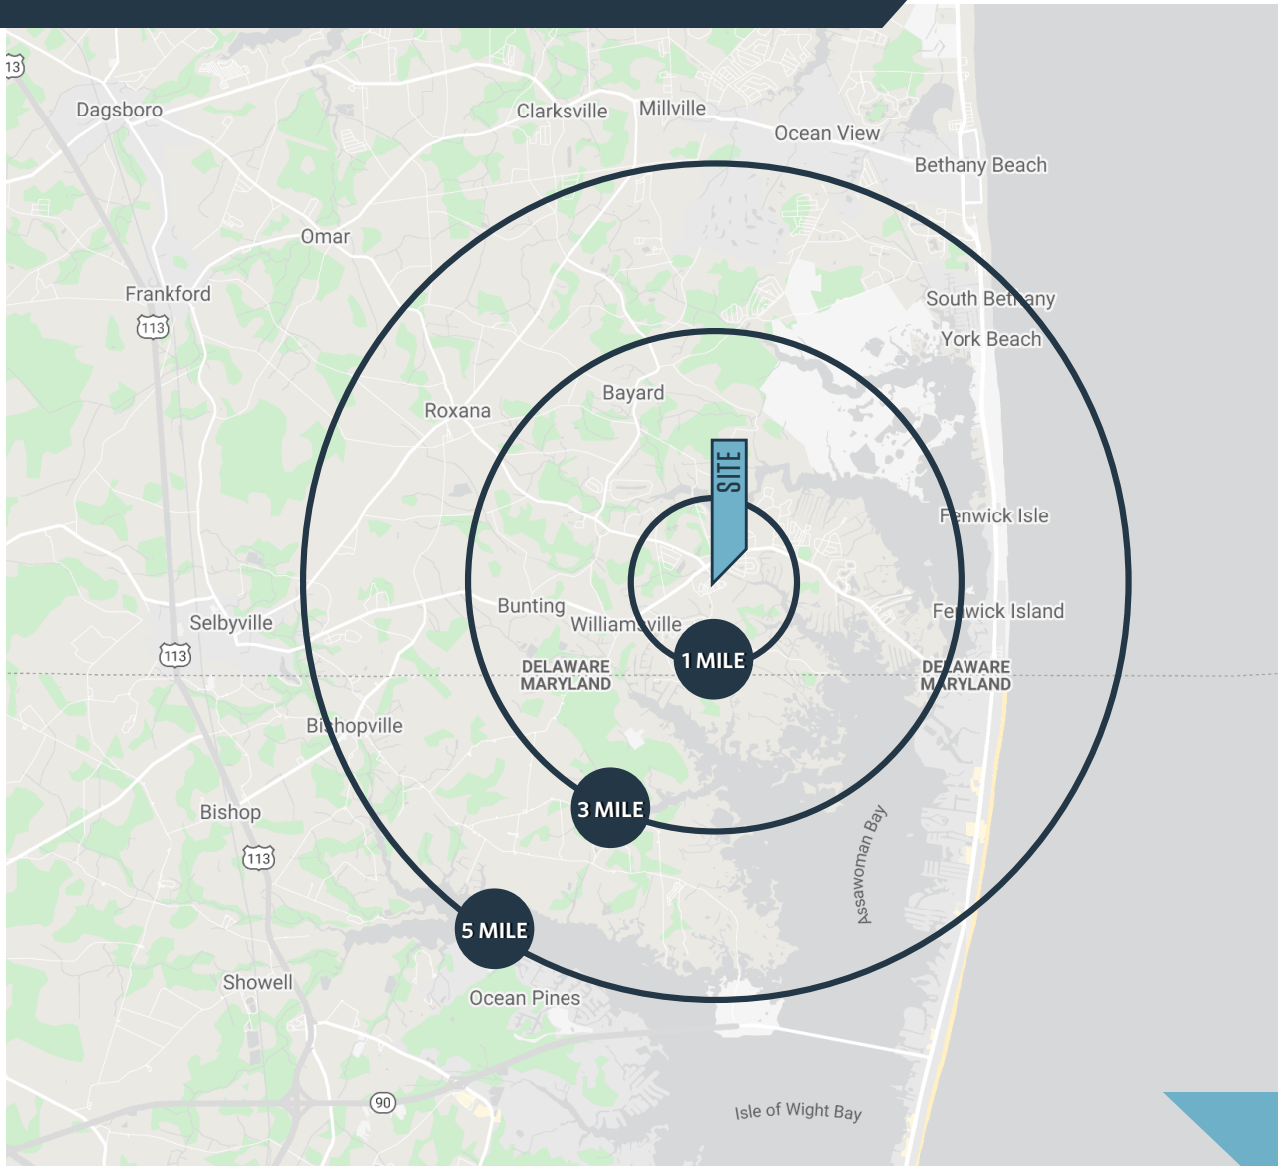 13
Dagsboro
Clarksville
Millville
Ocean View
Bethany Beach
Omar
Frankford
113
South Bethany
York Beach
Bayard
Roxana
SITE
Fenwick Isle
Bunting
Williamsville
Fenwick Island
Selbyville
113
1 MILE
DELAWARE
MARYLAND
DELAWARE
MARYLAND
Bishopville
3 MILE
Bishop
113
Assawoman Bay
5 MILE
Showell
Ocean Pines
90
Isle of Wight Bay